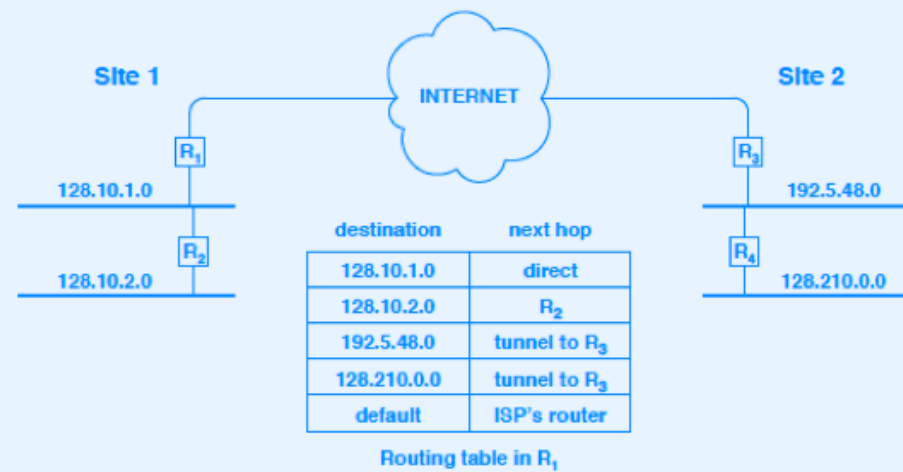 Site 1
INTERNET
Site 2
R₁
R₃
128.10.1.0
192.5.48.0
R₂
R₄
128.10.2.0
128.210.0.0
destination next hop
128.10.1.0 direct
128.10.2.0 R₂
192.5.48.0 tunnel to R₃
128.210.0.0 tunnel to R₃
default ISP's router
Routing table in R₁